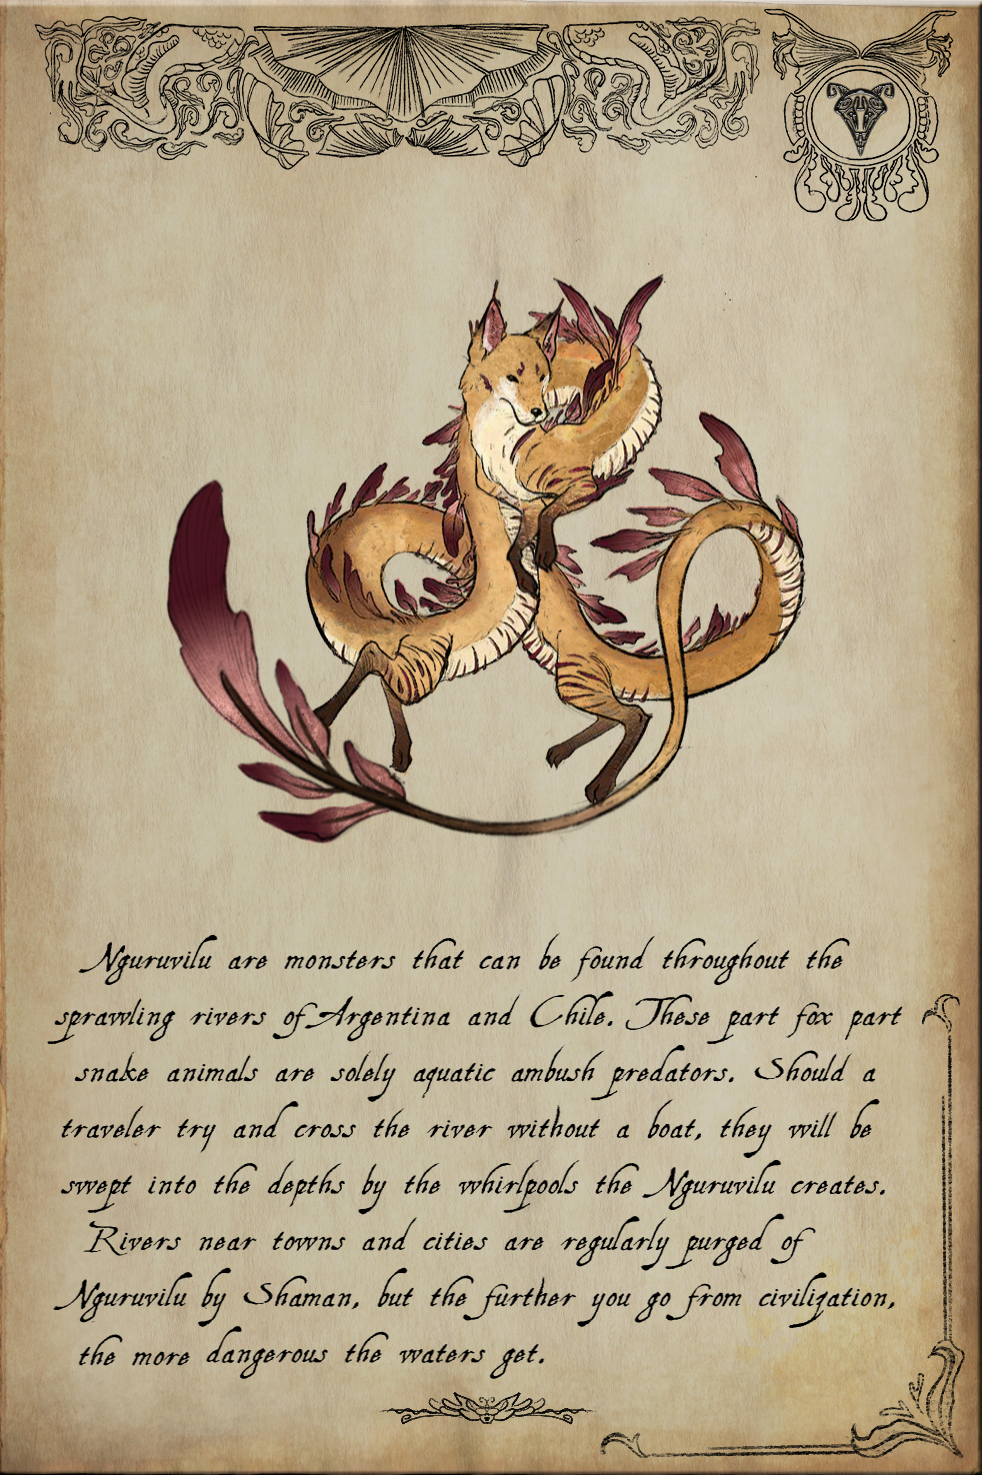 Nguruvilu are monsters that can be found throughout the
sprawling rivers of Argentina and Chile. These part fox part
snake animals are solely aquatic ambush predators. Should a
traveler try and cross the river without a boat, they will be
swept into the depths by the whirlpools the Nguruvilu creates.
Rivers near towns and cities are regularly purged of
Nguruvilu by Shaman, but the further you go from civilization,
the more dangerous the waters get.